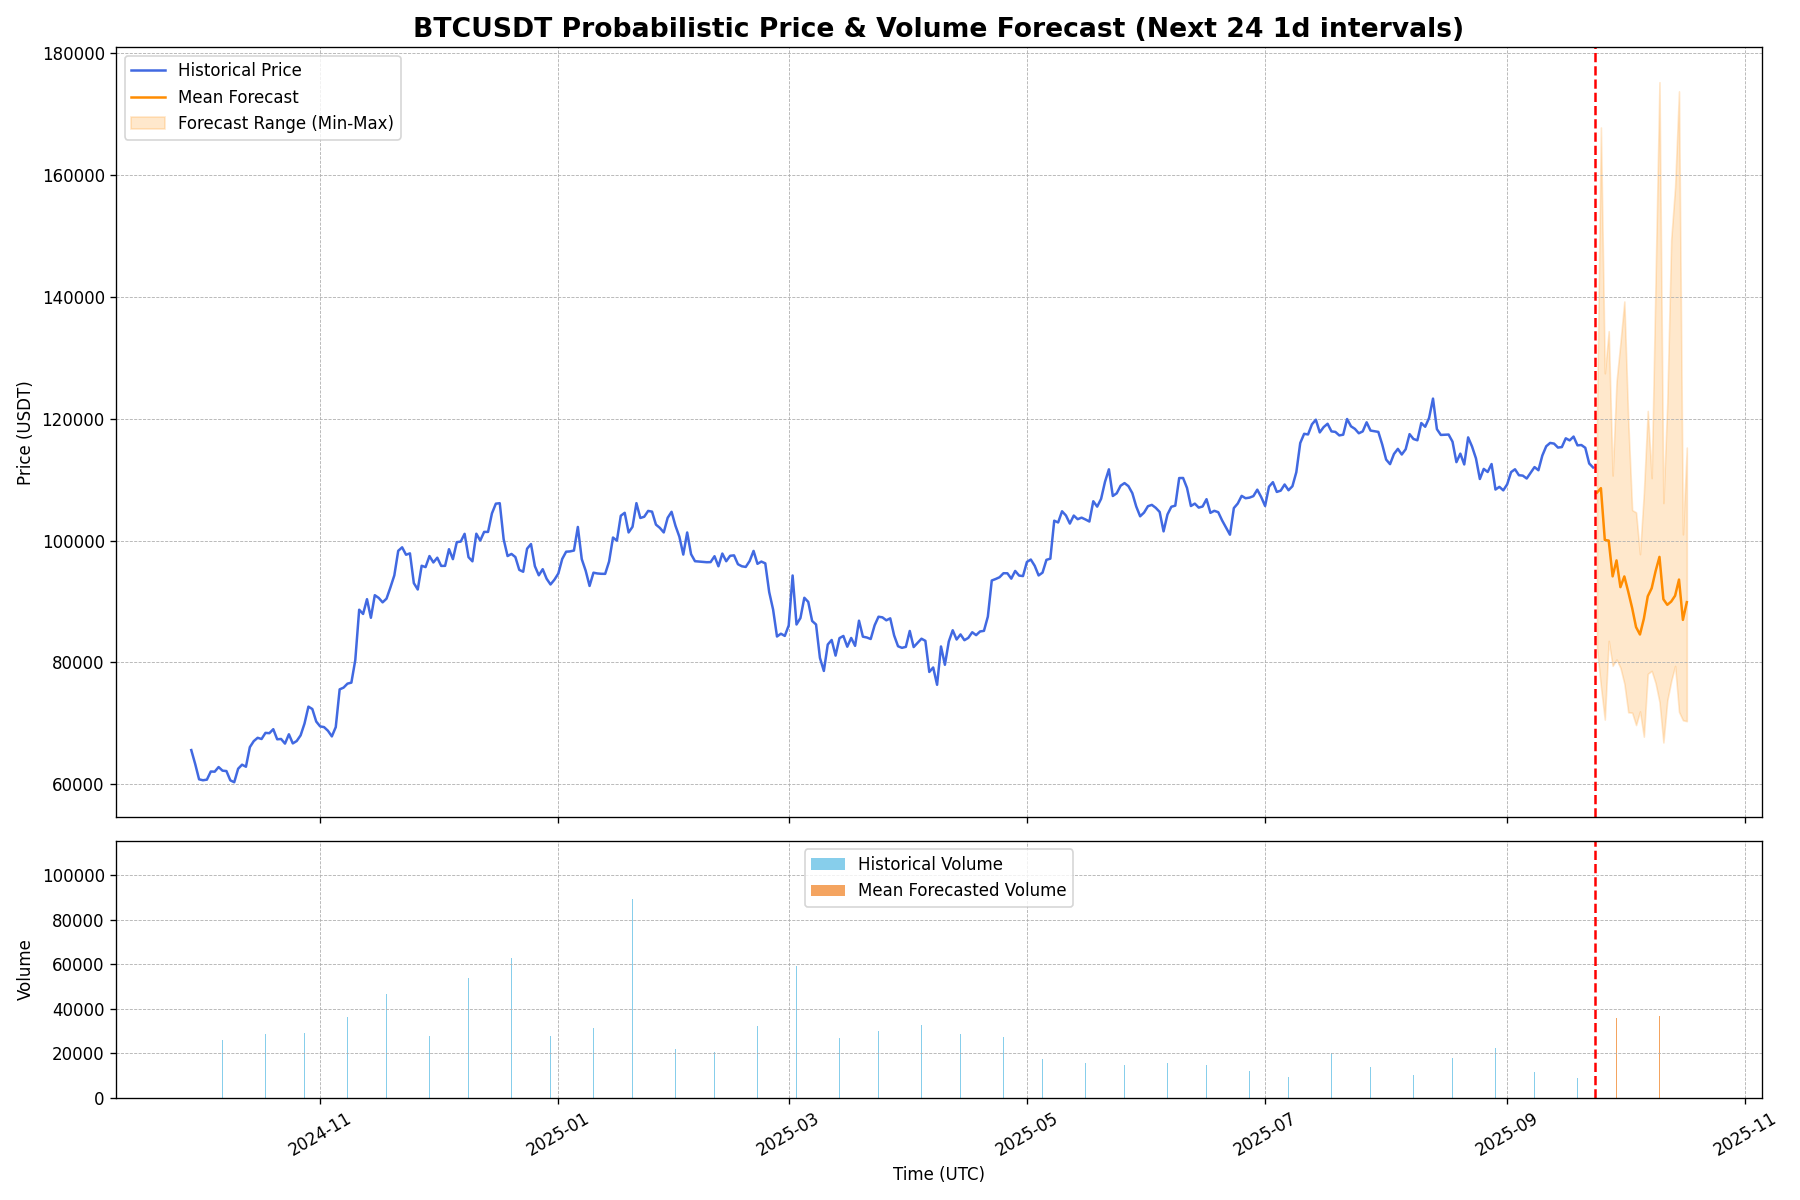 BTCUSDT Probabilistic Price & Volume Forecast (Next 24 1d intervals)
Historical Price
Mean Forecast
Forecast Range (Min-Max)
180000
160000
140000
120000
100000
80000
60000
Price (USDT)
Historical Volume
Mean Forecasted Volume
100000
80000
60000
40000
20000
0
Volume
2024-11
2025-01
2025-03
2025-05
2025-07
2025-09
2025-11
Time (UTC)